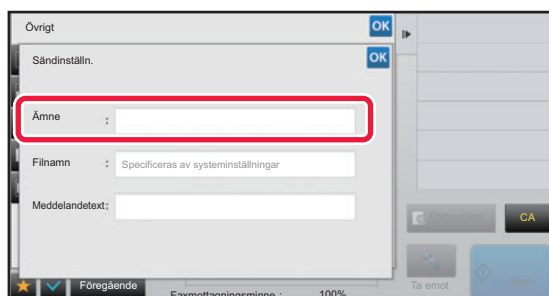 Övrigt
OK
Sändinställn.
OK
Ämne :
Filnamn : Specificeras av systeminställningar
Meddelandetext:
CA
Föregående
Faxmottagningsminne : 100%
Ta emot